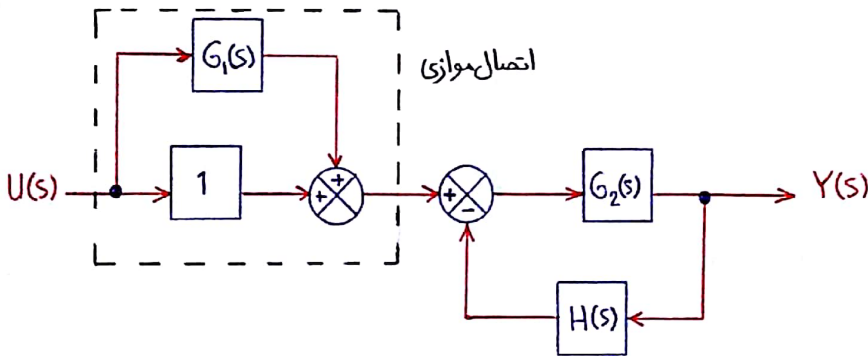 G₁(s)
اتصال موازی
U(s)
1
+
+
+
-
G₂(s)
Y(s)
H(s)